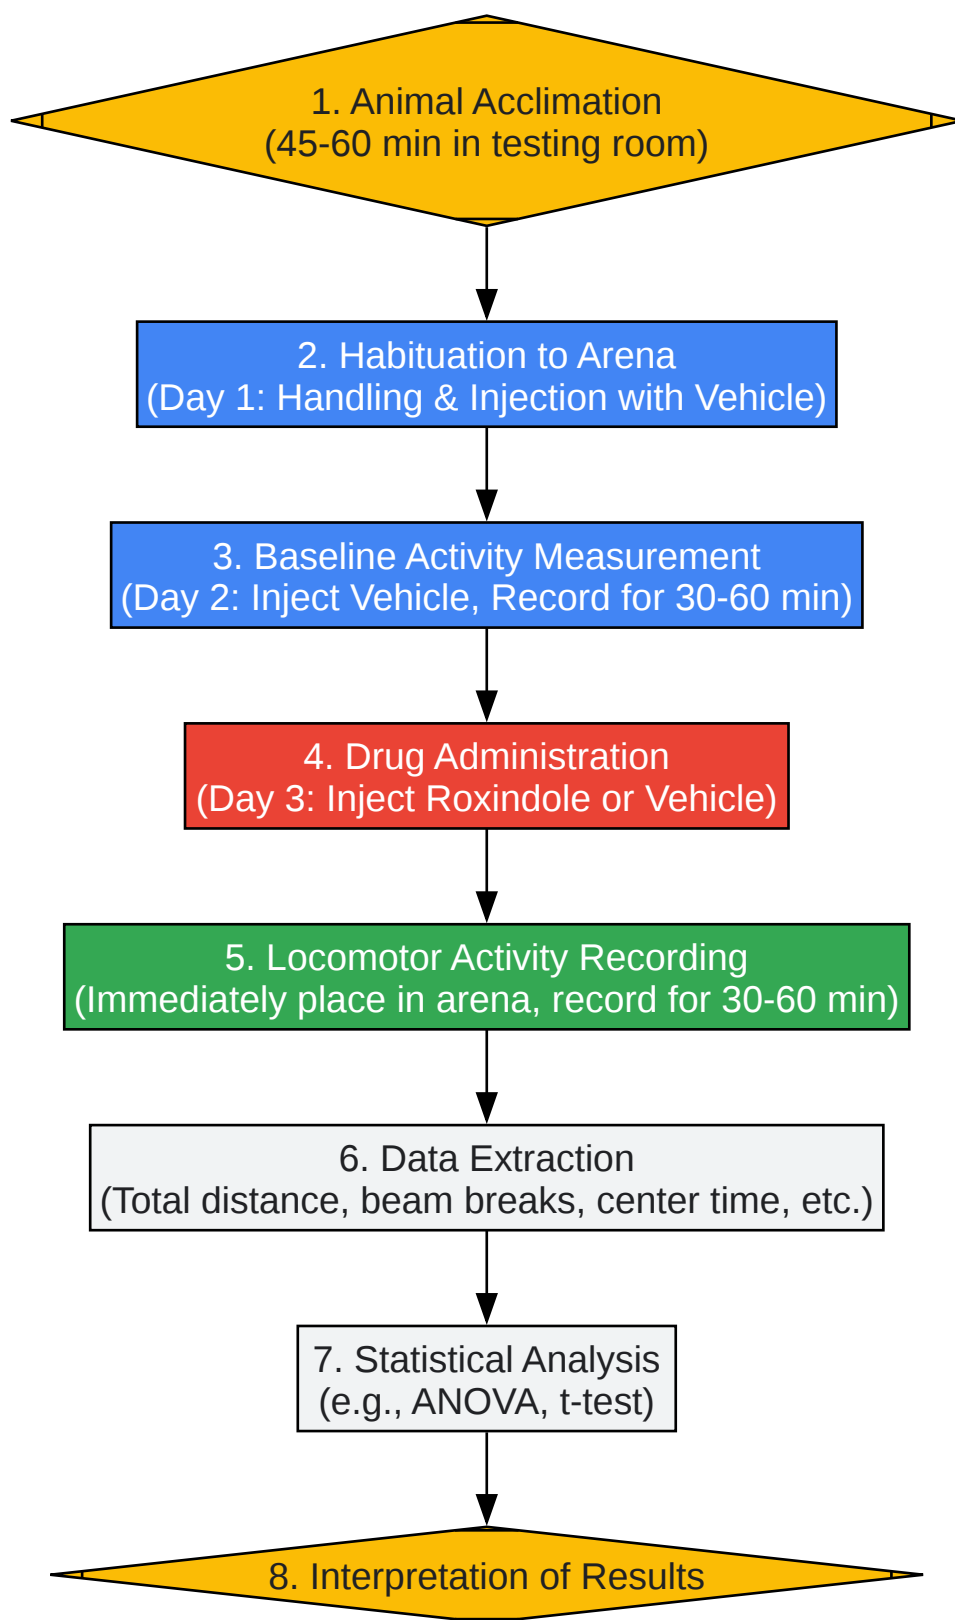 1. Animal Acclimation
(45-60 min in testing room)
2. Habituation to Arena
(Day 1: Handling & Injection with Vehicle)
3. Baseline Activity Measurement
(Day 2: Inject Vehicle, Record for 30-60 min)
4. Drug Administration
(Day 3: Inject Roxindole or Vehicle)
5. Locomotor Activity Recording
(Immediately place in arena, record for 30-60 min)
6. Data Extraction
(Total distance, beam breaks, center time, etc.)
7. Statistical Analysis
(e.g., ANOVA, t-test)
8. Interpretation of Results